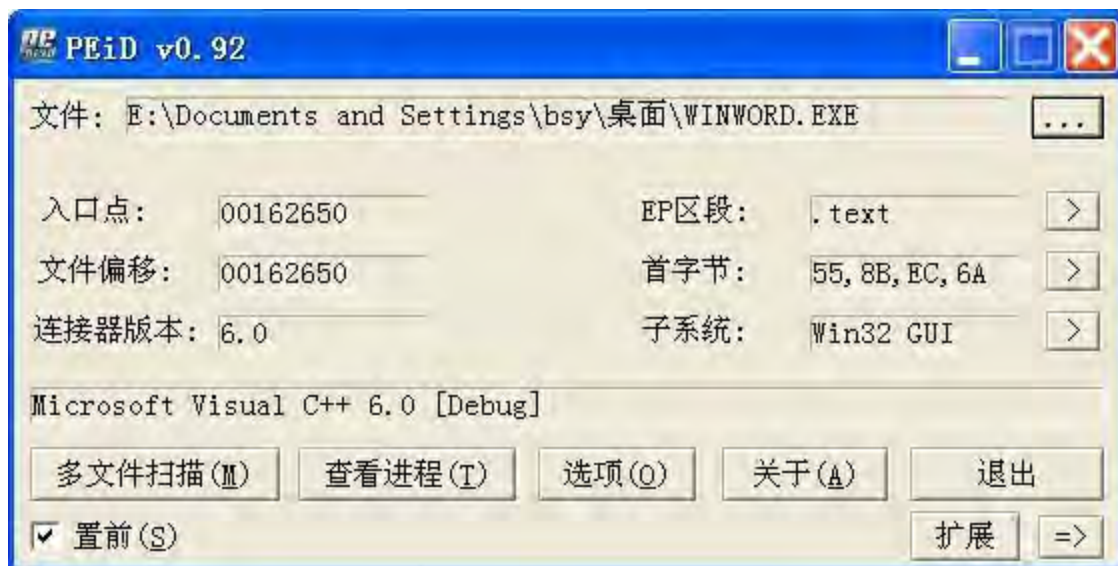 PEiD v0.92
文件: E:\Documents and Settings\bsy\桌面\WINWORD.EXE ...
入口点: 00162650 EP区段: .text >
文件偏移: 00162650 首字节: 55,8B,EC,6A >
连接器版本: 6.0 子系统: Win32 GUI >
Microsoft Visual C++ 6.0 [Debug]
多文件扫描(M) 查看进程(T) 选项(O) 关于(A) 退出
置前(S) 扩展 =>